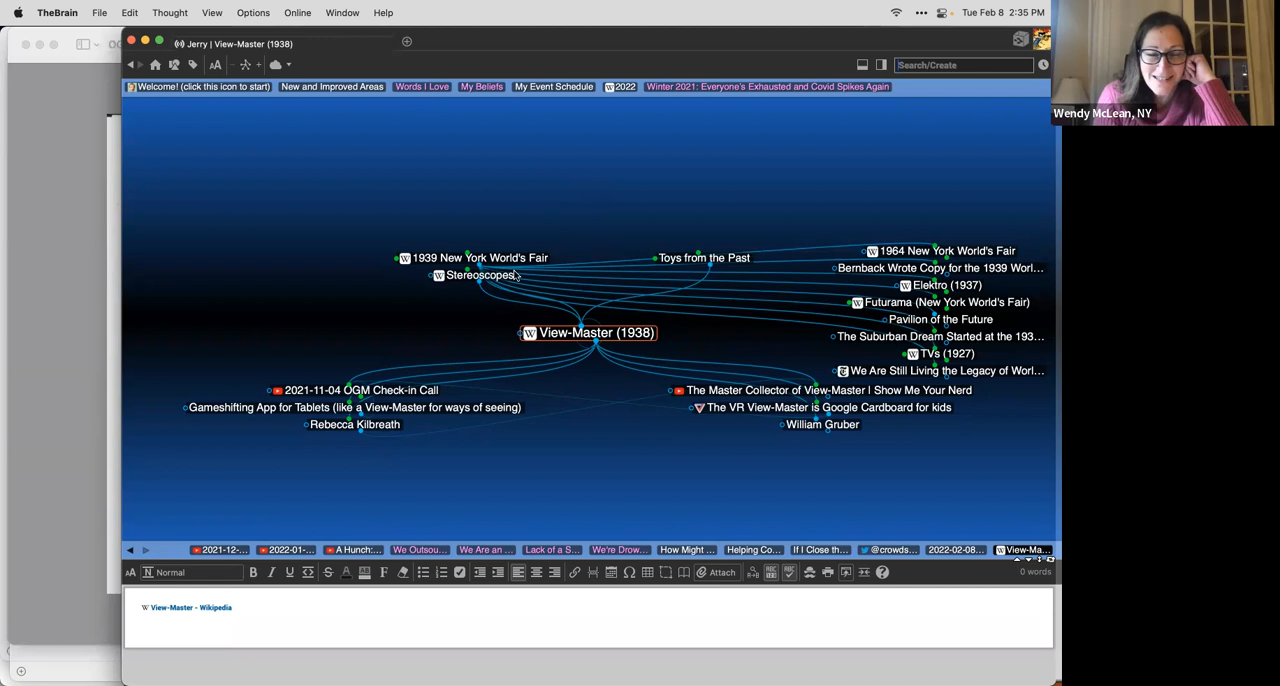 TheBrain File Edit Thought View Options Online Window Help Tue Feb 8 2:35 PM
Jerry | View-Master (1938)
AA
Search/Create
Welcome! (click this icon to start) New and Improved Areas Words I Love My Beliefs My Event Schedule W 2022 Winter 2021: Everyone's Exhausted and Covid Spikes Again
Wendy McLean, NY
W 1939 New York World's Fair
W Stereoscopes
Toys from the Past
W 1964 New York World's Fair
Bernback Wrote Copy for the 1939 Worl...
W Elektro (1937)
W Futurama (New York World's Fair)
Pavilion of the Future
The Suburban Dream Started at the 193...
W TVs (1927)
We Are Still Living the Legacy of Worl...
W View-Master (1938)
2021-11-04 OGM Check-in Call
Gameshifting App for Tablets (like a View-Master for ways of seeing)
Rebecca Kilbreath
The Master Collector of View-Master I Show Me Your Nerd
The VR View-Master is Google Cardboard for kids
William Gruber
2021-12-... 2022-01-... A Hunch:... We Outsou... We Are an ... Lack of a S... We're Drow... How Might ... Helping Co... If I Close th... @crowds... 2022-02-08... W View-Ma...
AA N Normal B I U S A F Attach 0 words
W View-Master - Wikipedia